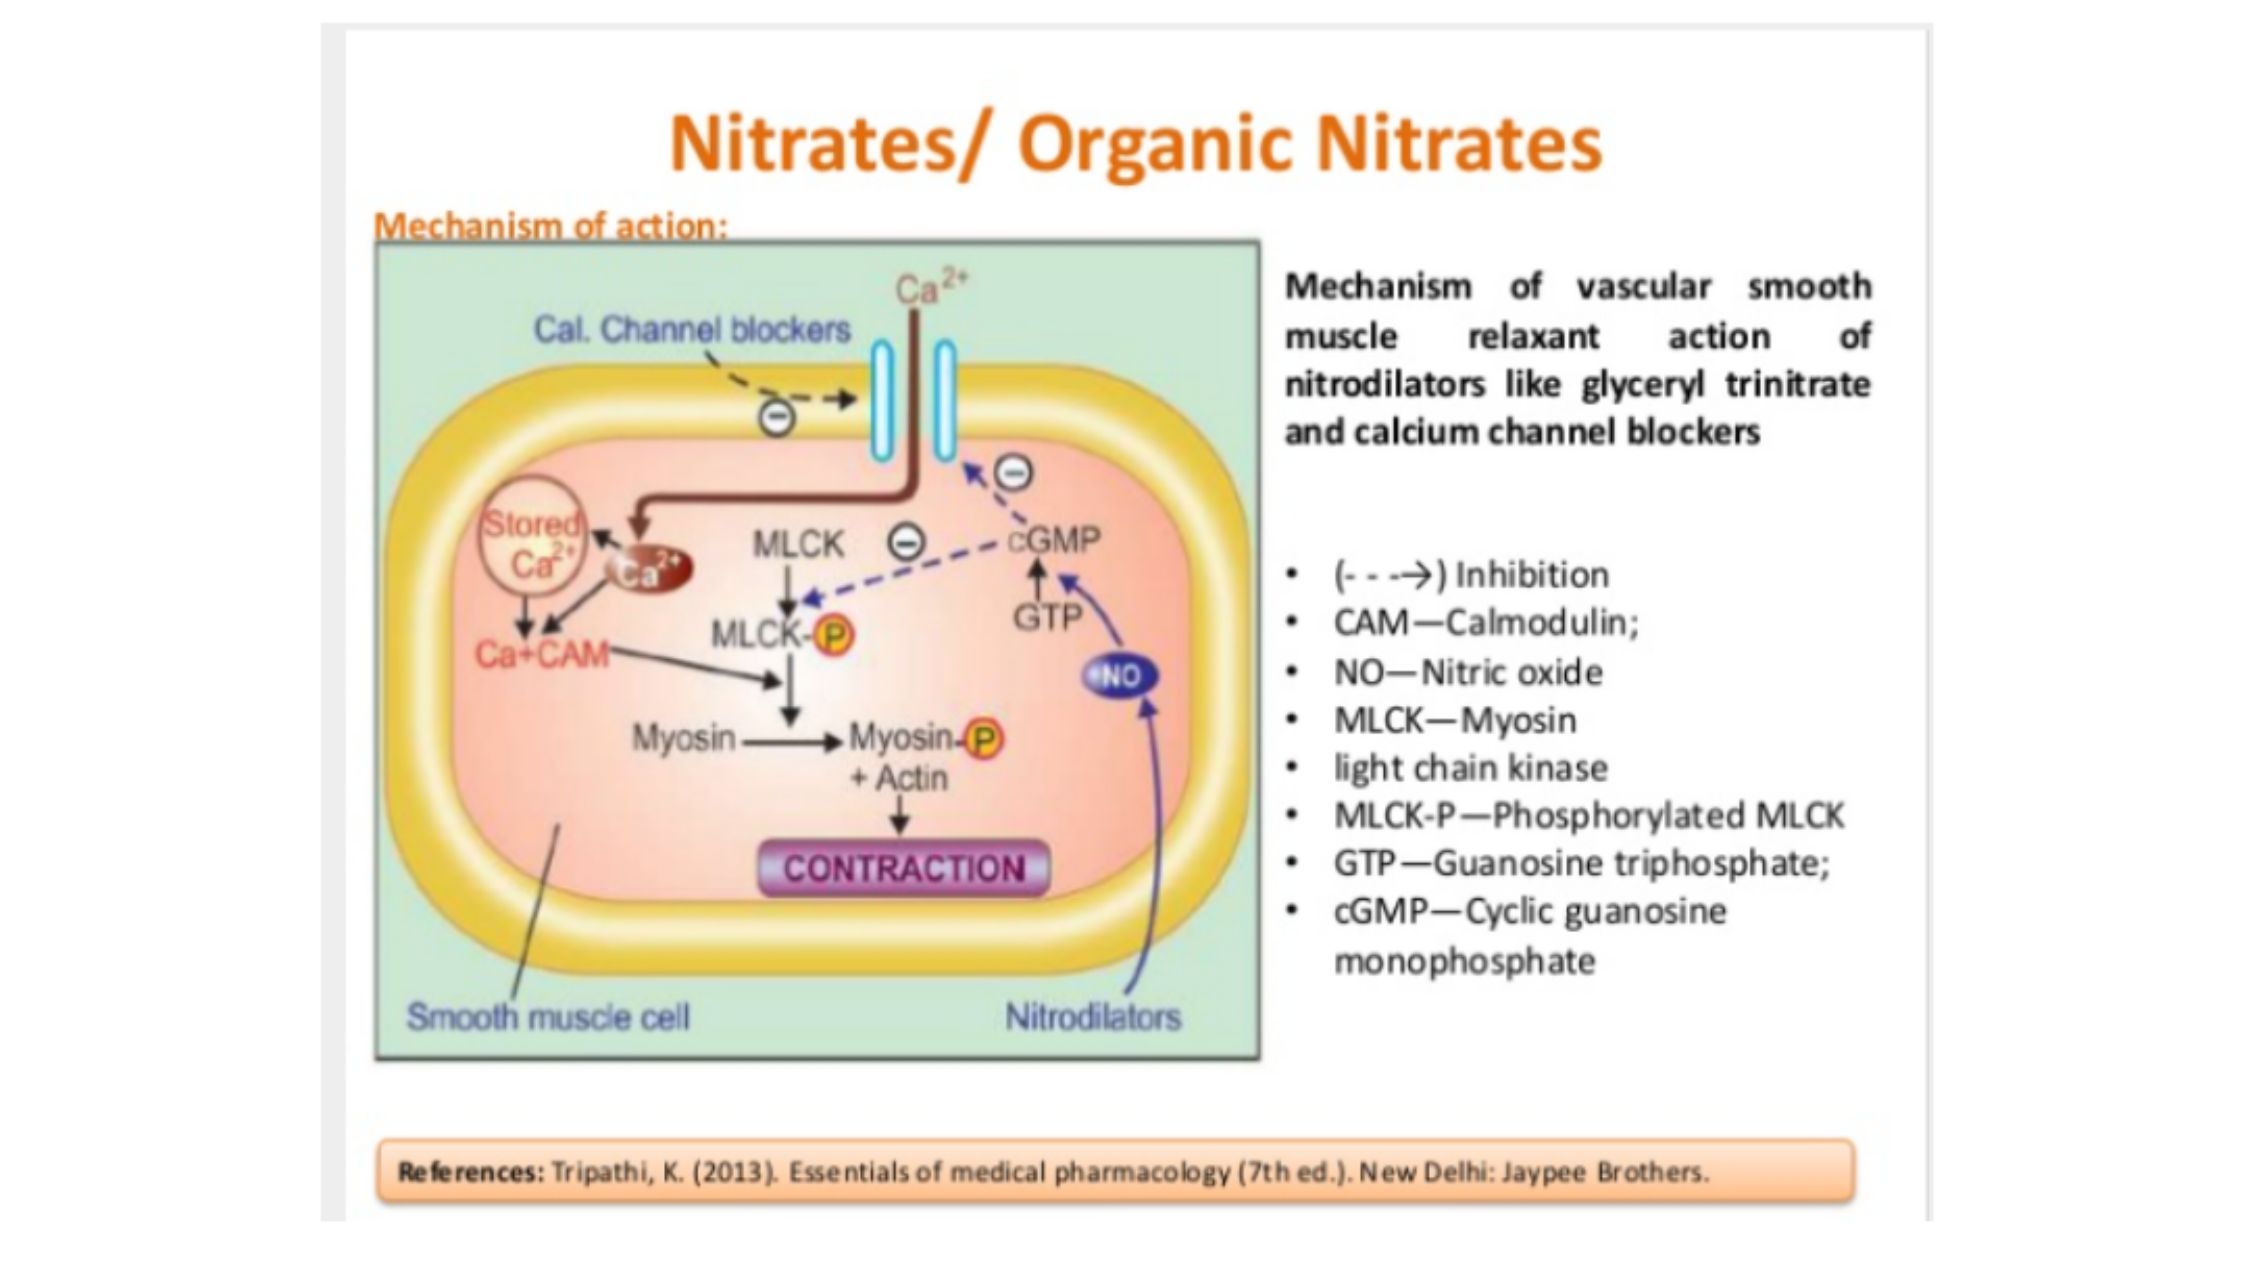 Nitrates/ Organic Nitrates
Mechanism of action:
Ca2+
Cal. Channel blockers
Stored
Ca2+
Ca2+
MLCK
cGMP
GTP
MLCK-P
Ca+CAM
NO
Myosin
Myosin-P
+ Actin
CONTRACTION
Smooth muscle cell
Nitrodilators
Mechanism of vascular smooth
muscle relaxant action of
nitrodilators like glyceryl trinitrate
and calcium channel blockers
• (- - -→) Inhibition
• CAM—Calmodulin;
• NO—Nitric oxide
• MLCK—Myosin
• light chain kinase
• MLCK-P—Phosphorylated MLCK
• GTP—Guanosine triphosphate;
• cGMP—Cyclic guanosine
monophosphate
References: Tripathi, K. (2013). Essentials of medical pharmacology (7th ed.). New Delhi: Jaypee Brothers.